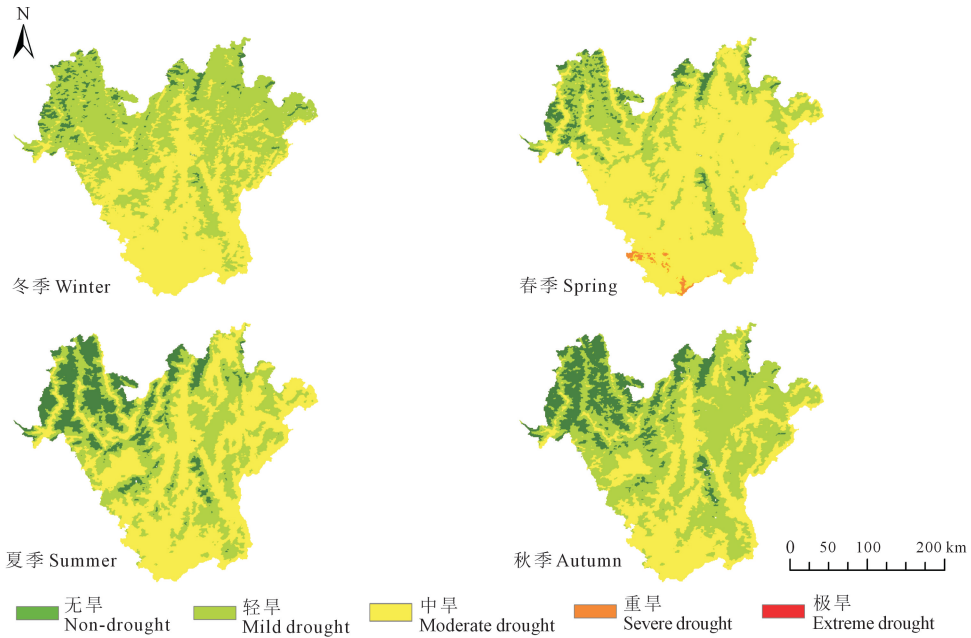 N
冬季 Winter
春季 Spring
夏季 Summer
秋季 Autumn
0 50 100 200 km
无旱
Non-drought
轻旱
Mild drought
中旱
Moderate drought
重旱
Severe drought
极旱
Extreme drought